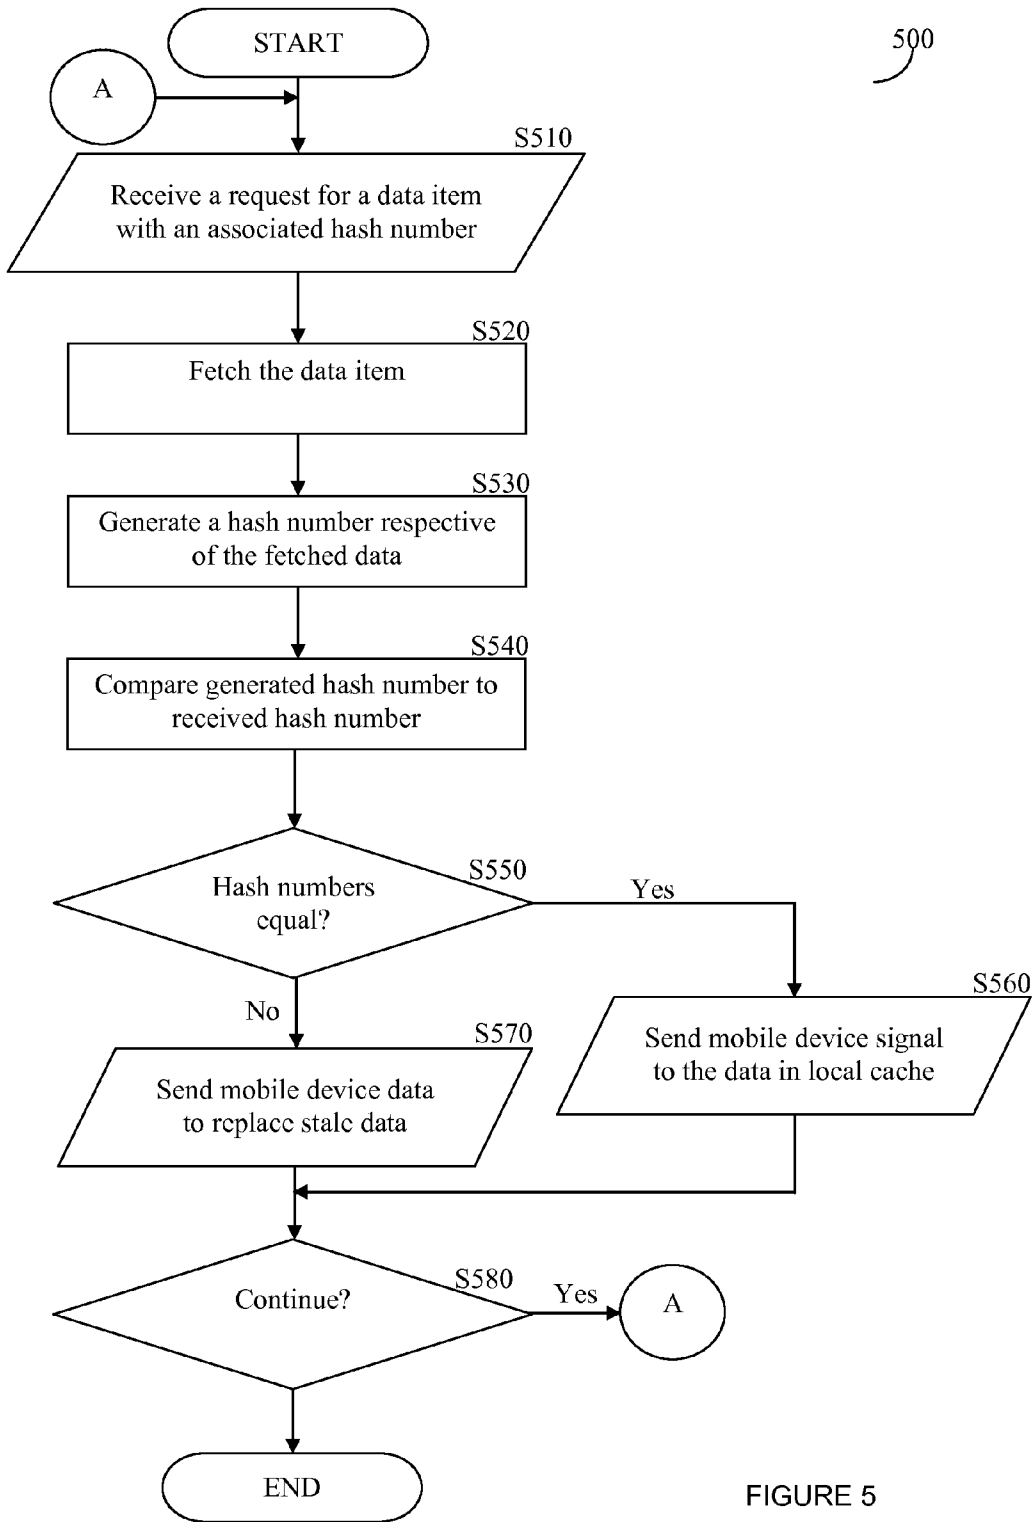 START
500
A
S510
Receive a request for a data item
with an associated hash number
S520
Fetch the data item
S530
Generate a hash number respective
of the fetched data
S540
Compare generated hash number to
received hash number
S550
Hash numbers
equal?
Yes
No
S560
Send mobile device signal
to the data in local cache
S570
Send mobile device data
to replace stale data
S580
Continue?
Yes
A
END
FIGURE 5